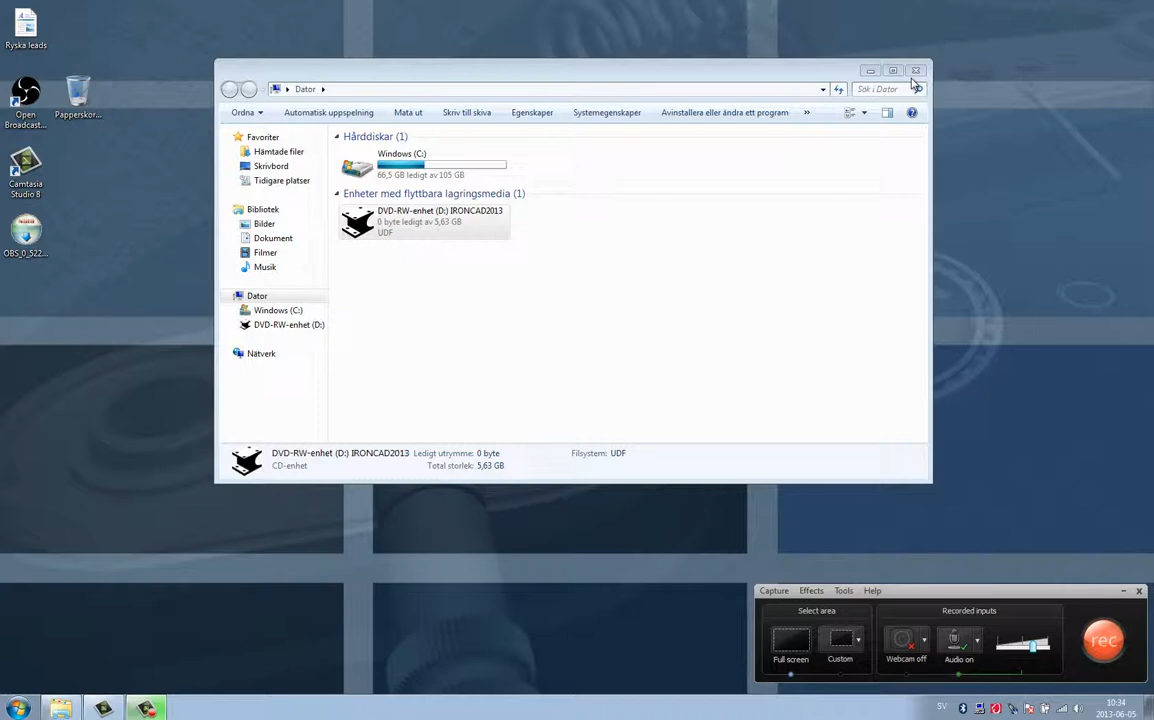 Ryska leads
Open
Broadcast...
Papperskor...
Camtasia
Studio 8
OBS_0_522...
Dator
Sök i Dator
Ordna
Automatisk uppspelning
Mata ut
Skriv till skiva
Egenskaper
Systemegenskaper
Avinstallera eller ändra ett program
»
Favoriter
Hämtade filer
Skrivbord
Tidigare platser
Bibliotek
Bilder
Dokument
Filmer
Musik
Dator
Windows (C:)
DVD-RW-enhet (D:)
Nätverk
Hårddiskar (1)
Windows (C:)
66,5 GB ledigt av 105 GB
Enheter med flyttbara lagringsmedia (1)
DVD-RW-enhet (D:) IRONCAD2013
0 byte ledigt av 5,63 GB
UDF
DVD-RW-enhet (D:) IRONCAD2013 Ledigt utrymme: 0 byte Filsystem: UDF
CD-enhet Total storlek: 5,63 GB
Capture Effects Tools Help
Select area Recorded inputs
Full screen Custom Webcam off Audio on
rec
SV
10:34
2013-06-05